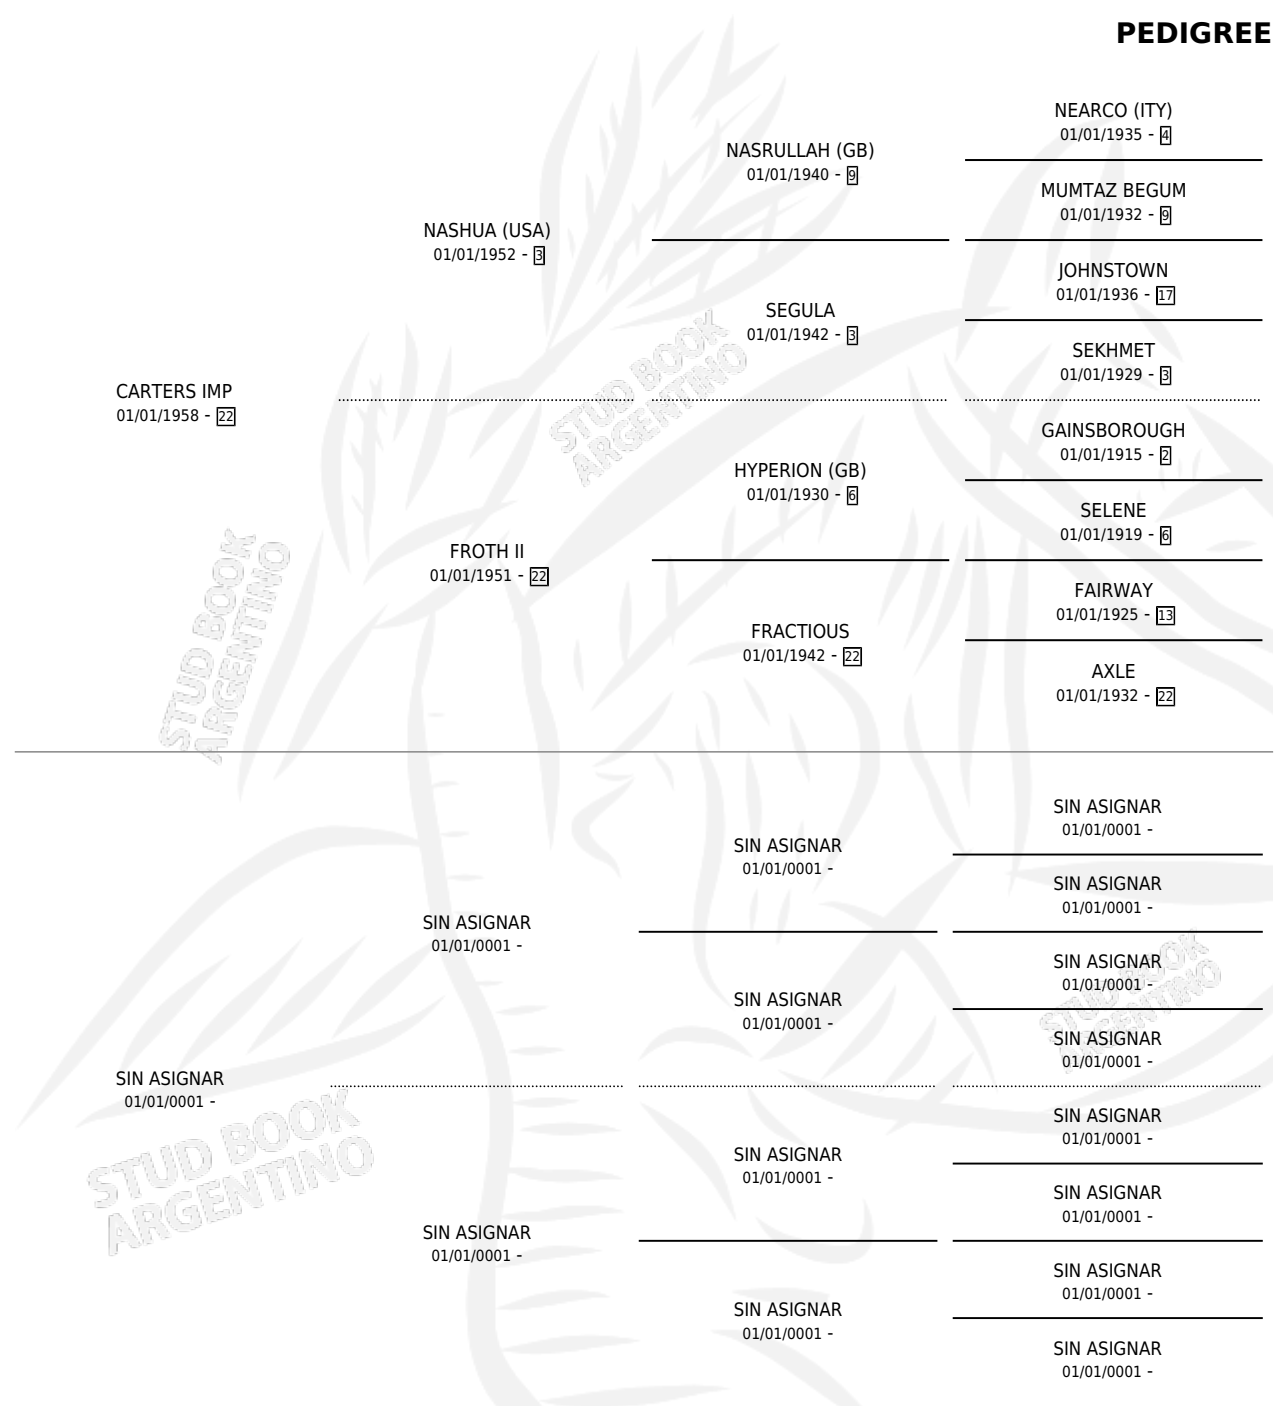 PEDIGREE
NEARCO (ITY)
01/01/1935 - 4
NASRULLAH (GB)
01/01/1940 - 9
MUMTAZ BEGUM
01/01/1932 - 9
NASHUA (USA)
01/01/1952 - 3
JOHNSTOWN
01/01/1936 - 17
SEGULA
01/01/1942 - 3
SEKHMET
01/01/1929 - 3
CARTERS IMP
01/01/1958 - 22
GAINSBOROUGH
01/01/1915 - 2
HYPERION (GB)
01/01/1930 - 6
SELENE
01/01/1919 - 6
FROTH II
01/01/1951 - 22
FAIRWAY
01/01/1925 - 13
FRACTIOUS
01/01/1942 - 22
AXLE
01/01/1932 - 22
STUD BOOK
ARGENTINO
STUD BOOK
ARGENTINO
SIN ASIGNAR
01/01/0001 -
SIN ASIGNAR
01/01/0001 -
SIN ASIGNAR
01/01/0001 -
SIN ASIGNAR
01/01/0001 -
SIN ASIGNAR
01/01/0001 -
SIN ASIGNAR
01/01/0001 -
SIN ASIGNAR
01/01/0001 -
SIN ASIGNAR
01/01/0001 -
SIN ASIGNAR
01/01/0001 -
SIN ASIGNAR
01/01/0001 -
SIN ASIGNAR
01/01/0001 -
SIN ASIGNAR
01/01/0001 -
SIN ASIGNAR
01/01/0001 -
SIN ASIGNAR
01/01/0001 -
SIN ASIGNAR
01/01/0001 -
STUD BOOK
ARGENTINO
STUD BOOK
ARGENTINO